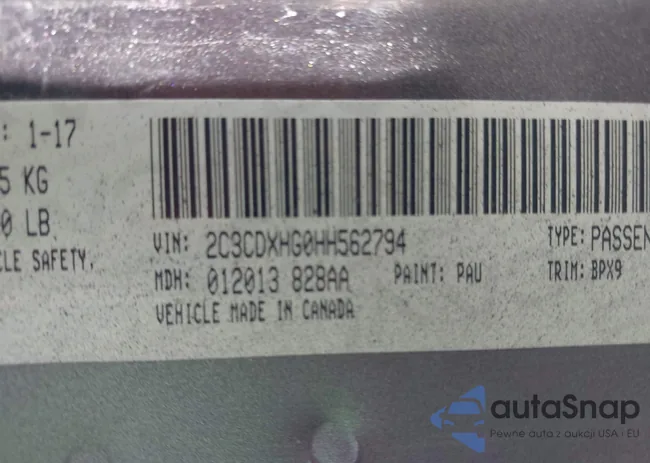 : 1-17
5 KG
0 LB
CLE SAFETY.
VIN: 2C3CDXHG0HH562794
TYPE: PASSEN
MDH: 012013 828AA
PAINT: PAU
TRIM: BPX9
VEHICLE MADE IN CANADA
autoSnap
Pewne auta z aukcji USA i EU